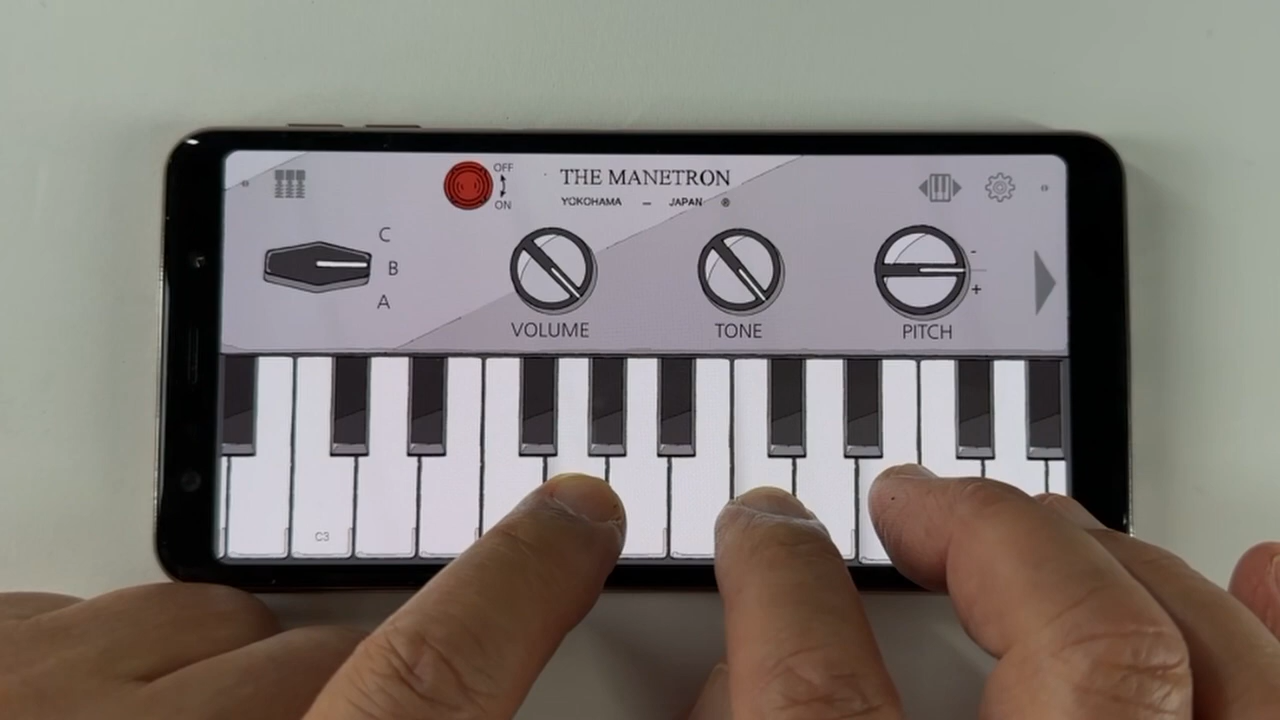 OFF
THE MANETRON
ON
YOKOHAMA — JAPAN ®
C
B
A
-
+
VOLUME
TONE
PITCH
C3